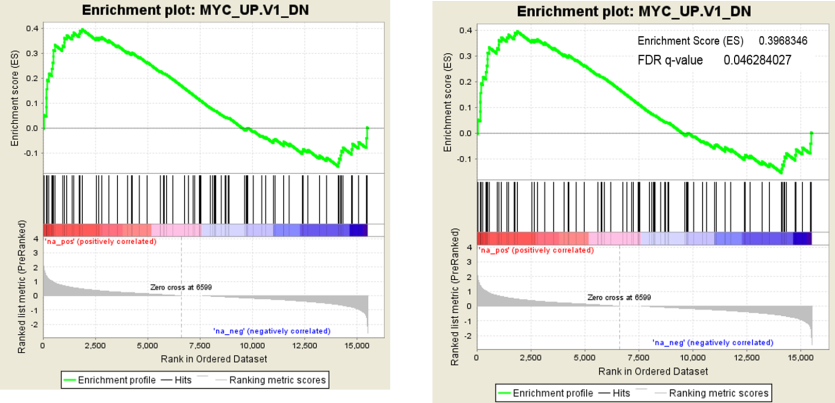 Enrichment plot: MYC_UP.V1_DN
Enrichment score (ES)
0.4
0.3
0.2
0.1
0.0
-0.1
'na_pos' (positively correlated)
Ranked list metric (PreRanked)
4
3
2
1
0
-1
-2
Zero cross at 6599
'na_neg' (negatively correlated)
0 2,500 5,000 7,500 10,000 12,500 15,000
Rank in Ordered Dataset
Enrichment profile Hits Ranking metric scores
Enrichment plot: MYC_UP.V1_DN
Enrichment Score (ES) 0.3968346
FDR q-value 0.046284027
Enrichment score (ES)
0.4
0.3
0.2
0.1
0.0
-0.1
'na_pos' (positively correlated)
Ranked list metric (PreRanked)
4
3
2
1
0
-1
-2
Zero cross at 6599
'na_neg' (negatively correlated)
0 2,500 5,000 7,500 10,000 12,500 15,000
Rank in Ordered Dataset
Enrichment profile Hits Ranking metric scores